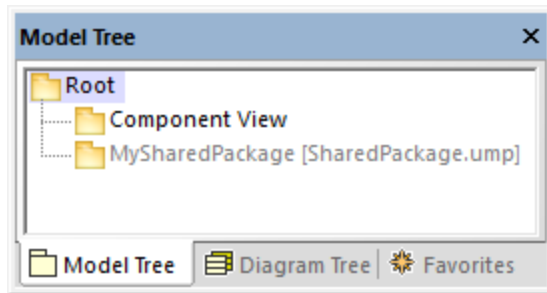 Model Tree
Root
Component View
MySharedPackage [SharedPackage.ump]
Model Tree Diagram Tree Favorites